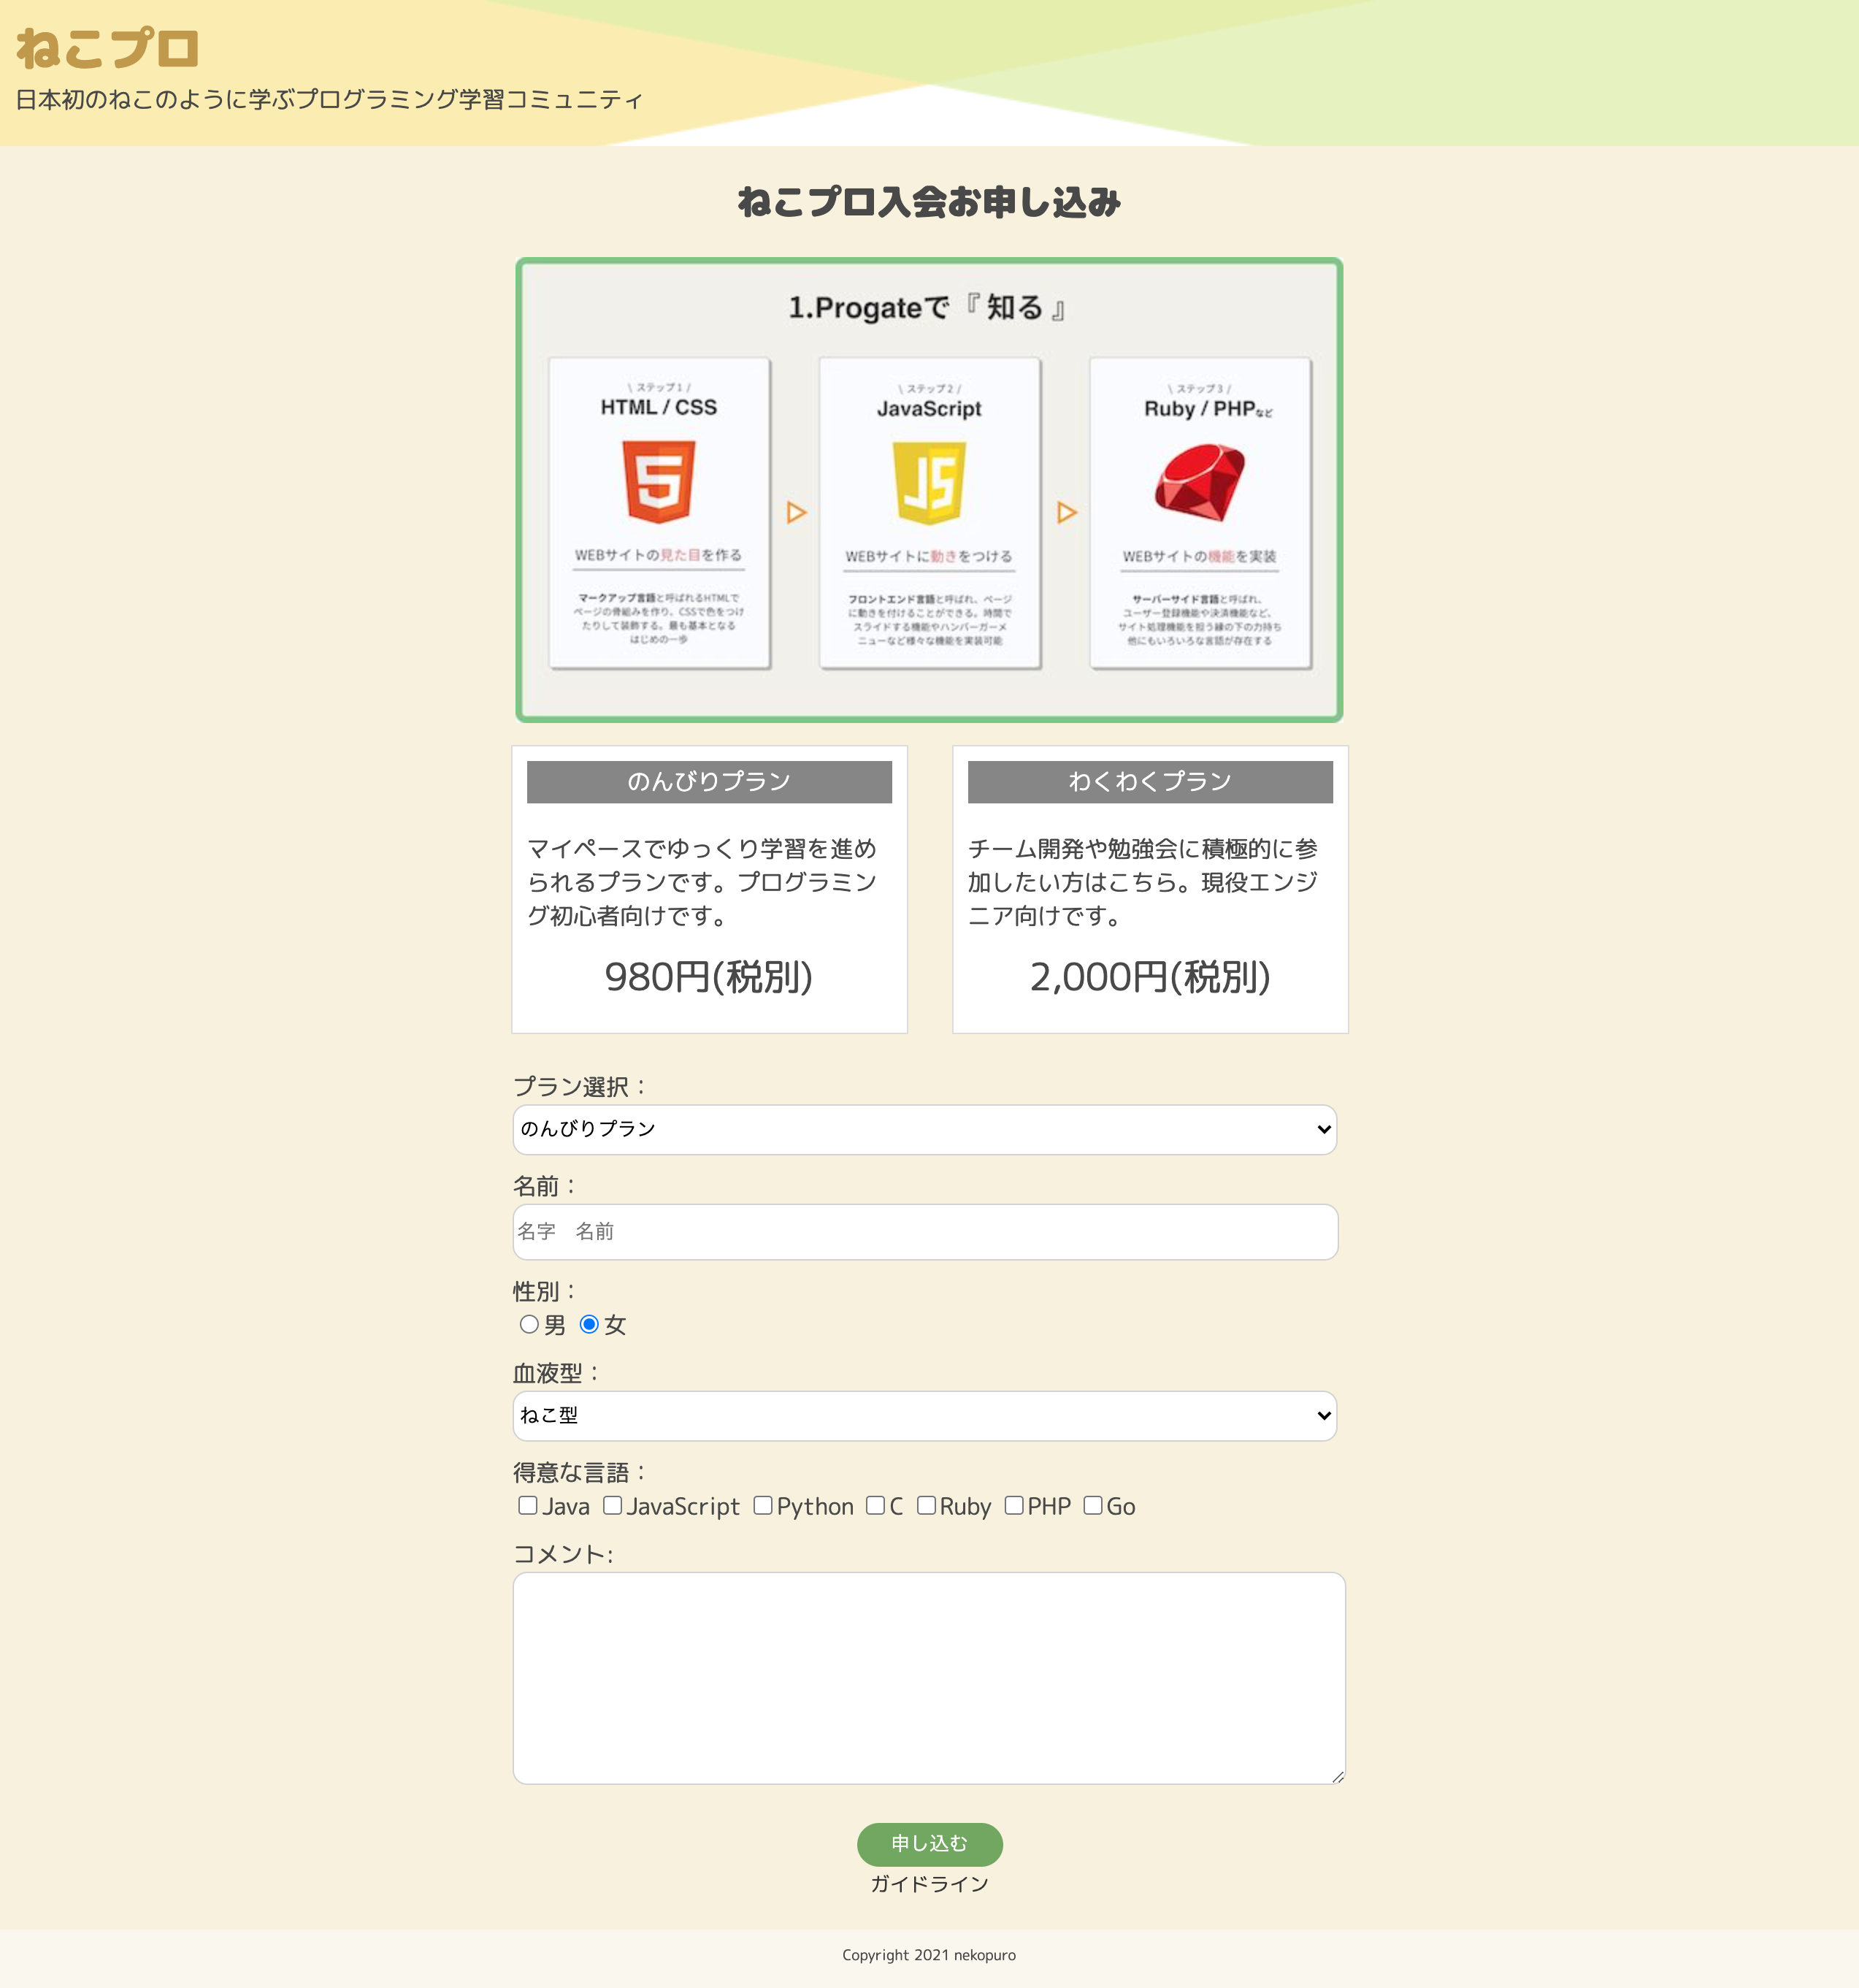 ねこプロ
日本初のねこのように学ぶプログラミング学習コミュニティ
ねこプロ入会お申し込み
1.Progateで『 知る 』
\ ステップ1 /
HTML / CSS
WEBサイトの見た目を作る
マークアップ言語と呼ばれるHTMLで
ページの骨組みを作り、CSSで色をつけ
たりして装飾する。最も基本となる
はじめの一歩
\ ステップ2 /
JavaScript
WEBサイトに動きをつける
フロントエンド言語と呼ばれ、ページ
に動きを付けることができる。時間で
スライドする機能やハンバーガーメ
ニューなど様々な機能を実装可能
\ ステップ3 /
Ruby / PHPなど
WEBサイトの機能を実装
サーバーサイド言語と呼ばれ、
ユーザー登録機能や決済機能など、
サイト処理機能を担う縁の下の力持ち
他にもいろいろな言語が存在する
のんびりプラン
マイペースでゆっくり学習を進め
られるプランです。プログラミン
グ初心者向けです。
980円(税別)
わくわくプラン
チーム開発や勉強会に積極的に参
加したい方はこちら。現役エンジ
ニア向けです。
2,000円(税別)
プラン選択：
のんびりプラン
名前：
名字　名前
性別：
男 女
血液型：
ねこ型
得意な言語：
Java JavaScript Python C Ruby PHP Go
コメント:
申し込む
ガイドライン
Copyright 2021 nekopuro